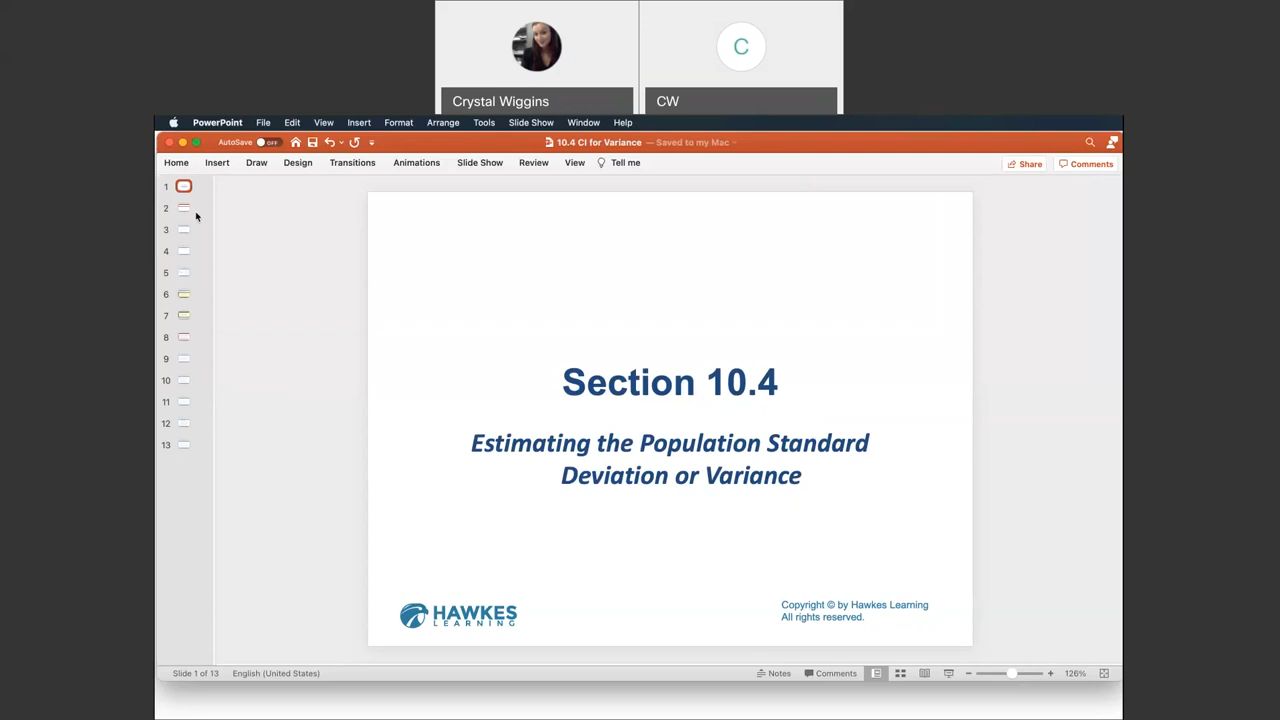 C
Crystal Wiggins
CW
PowerPoint File Edit View Insert Format Arrange Tools Slide Show Window Help
AutoSave OFF 10.4 CI for Variance — Saved to my Mac
Home Insert Draw Design Transitions Animations Slide Show Review View Tell me Share Comments
1
2
3
4
5
6
7
8
9
10
11
12
13
Section 10.4
Estimating the Population Standard
Deviation or Variance
HAWKES
LEARNING
Copyright © by Hawkes Learning
All rights reserved.
Slide 1 of 13 English (United States) Notes Comments 126%